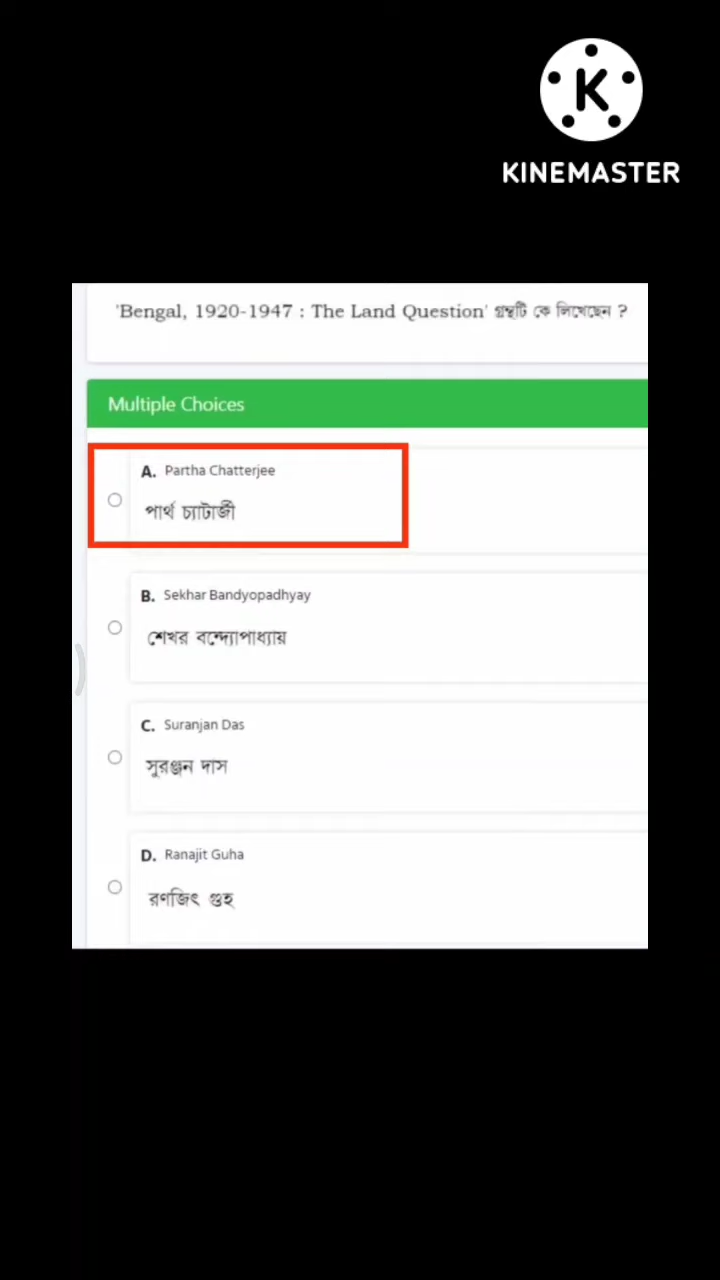 K
KINEMASTER
'Bengal, 1920-1947 : The Land Question' গ্রন্থটি কে লিখেছেন ?
Multiple Choices
A. Partha Chatterjee
পার্থ চ্যাটার্জী
B. Sekhar Bandyopadhyay
শেখর বন্দ্যোপাধ্যায়
C. Suranjan Das
সুরঞ্জন দাস
D. Ranajit Guha
রণজিৎ গুহ